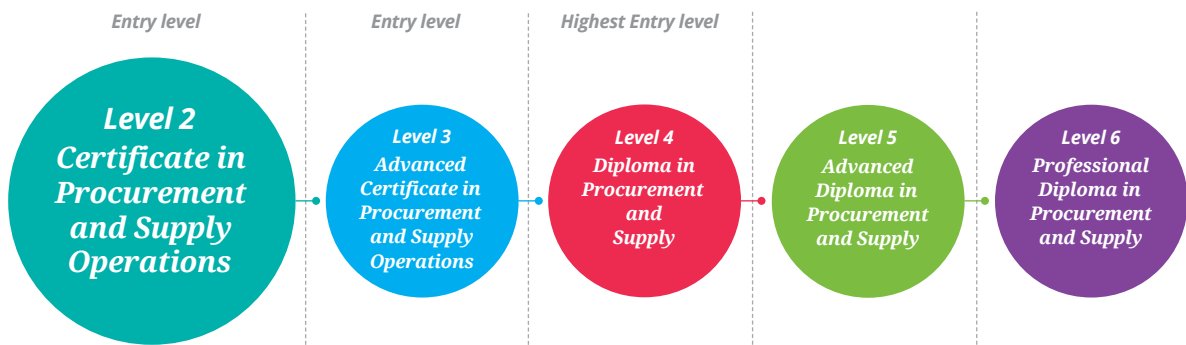 Entry level
Entry level
Highest Entry level
Level 2
Certificate in
Procurement
and Supply
Operations
Level 3
Advanced
Certificate in
Procurement
and Supply
Operations
Level 4
Diploma in
Procurement
and
Supply
Level 5
Advanced
Diploma in
Procurement
and Supply
Level 6
Professional
Diploma in
Procurement
and Supply